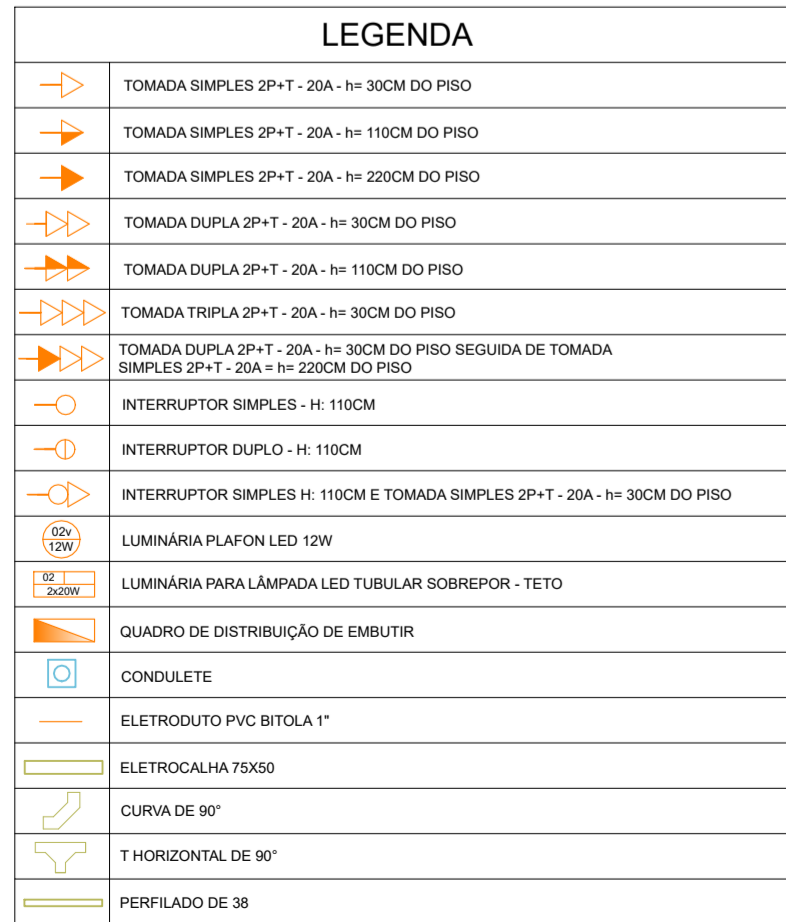 LEGENDA
TOMADA SIMPLES 2P+T - 20A - h= 30CM DO PISO
TOMADA SIMPLES 2P+T - 20A - h= 110CM DO PISO
TOMADA SIMPLES 2P+T - 20A - h= 220CM DO PISO
TOMADA DUPLA 2P+T - 20A - h= 30CM DO PISO
TOMADA DUPLA 2P+T - 20A - h= 110CM DO PISO
TOMADA TRIPLA 2P+T - 20A - h= 30CM DO PISO
TOMADA DUPLA 2P+T - 20A - h= 30CM DO PISO SEGUIDA DE TOMADA
SIMPLES 2P+T - 20A = h= 220CM DO PISO
INTERRUPTOR SIMPLES - H: 110CM
INTERRUPTOR DUPLO - H: 110CM
INTERRUPTOR SIMPLES H: 110CM E TOMADA SIMPLES 2P+T - 20A - h= 30CM DO PISO
02v
12W
LUMINÁRIA PLAFON LED 12W
02
2x20W
LUMINÁRIA PARA LÂMPADA LED TUBULAR SOBREPOR - TETO
QUADRO DE DISTRIBUIÇÃO DE EMBUTIR
CONDULETE
ELETRODUTO PVC BITOLA 1"
ELETROCALHA 75X50
CURVA DE 90°
T HORIZONTAL DE 90°
PERFILADO DE 38